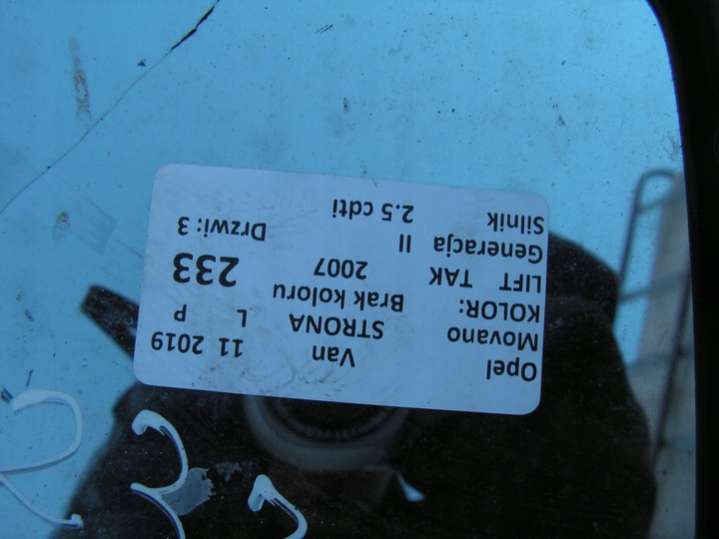 Opel Van 11 2019
Movano STRONA L P
KOLOR: Brak koloru
LIFT TAK 2007 233
Generacja II Drzwi: 3
Silnik 2.5 cdti
233